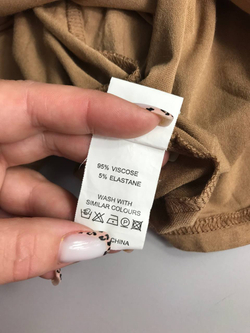 95% VISCOSE
5% ELASTANE
WASH WITH
SIMILAR COLOURS
CHINA